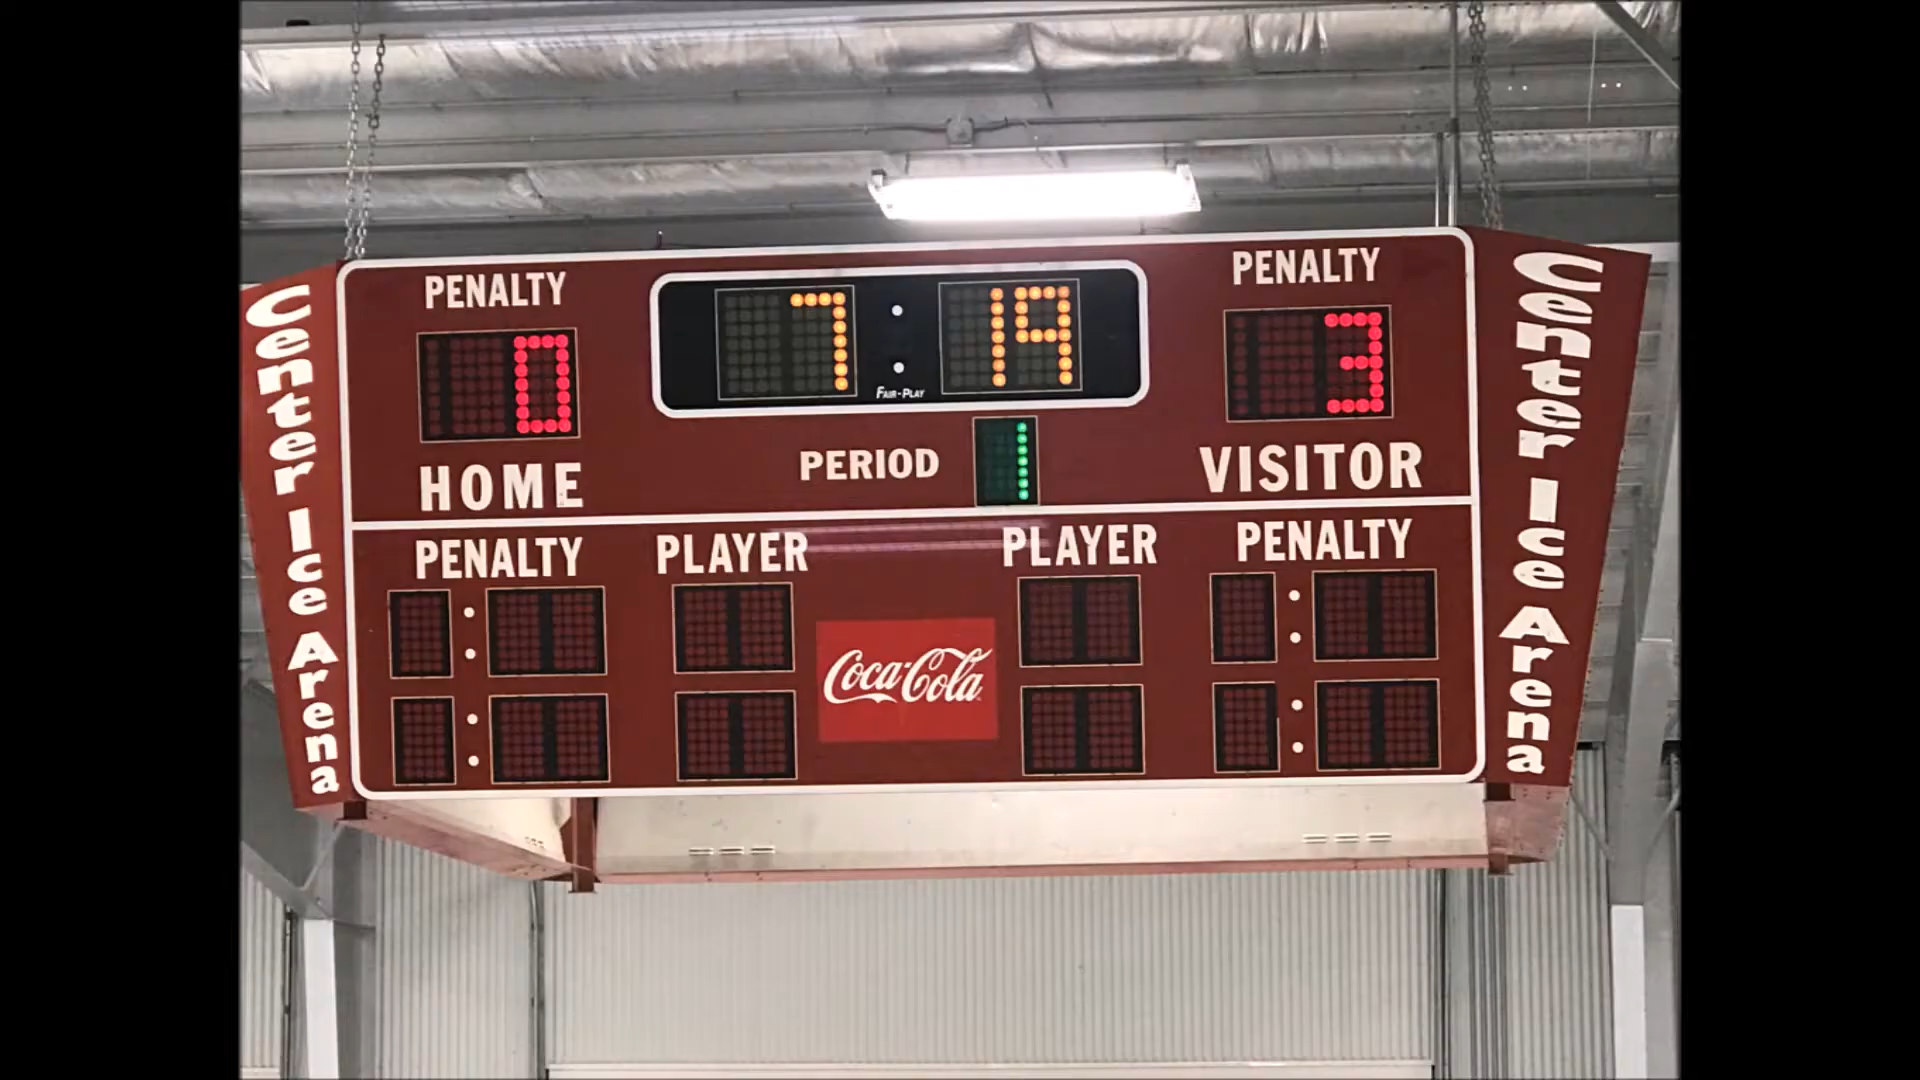 PENALTY
PENALTY
0
7:19
3
FAIR-PLAY
HOME
PERIOD 1
VISITOR
PENALTY PLAYER
PLAYER PENALTY
Coca-Cola
Center Ice Arena
Center Ice Arena